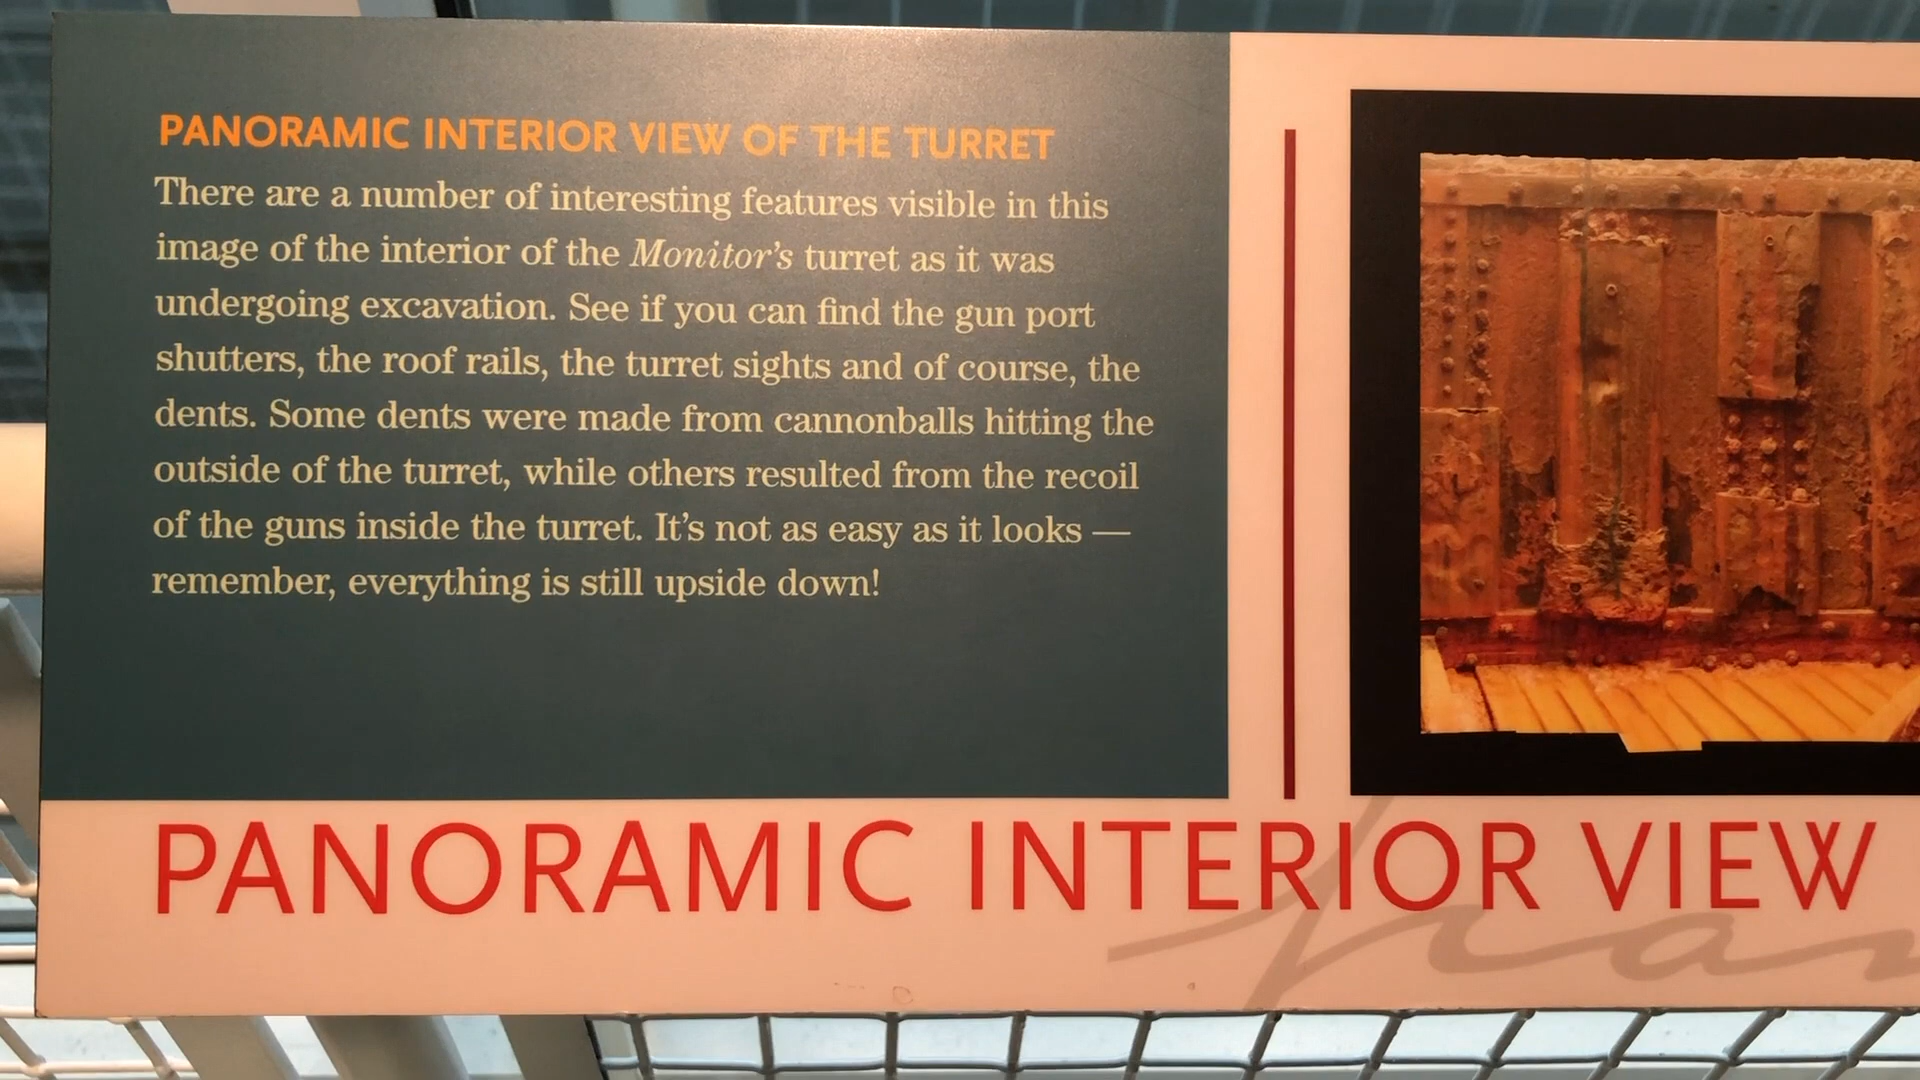 PANORAMIC INTERIOR VIEW OF THE TURRET
There are a number of interesting features visible in this
image of the interior of the Monitor’s turret as it was
undergoing excavation. See if you can find the gun port
shutters, the roof rails, the turret sights and of course, the
dents. Some dents were made from cannonballs hitting the
outside of the turret, while others resulted from the recoil
of the guns inside the turret. It’s not as easy as it looks —
remember, everything is still upside down!
PANORAMIC INTERIOR VIEW